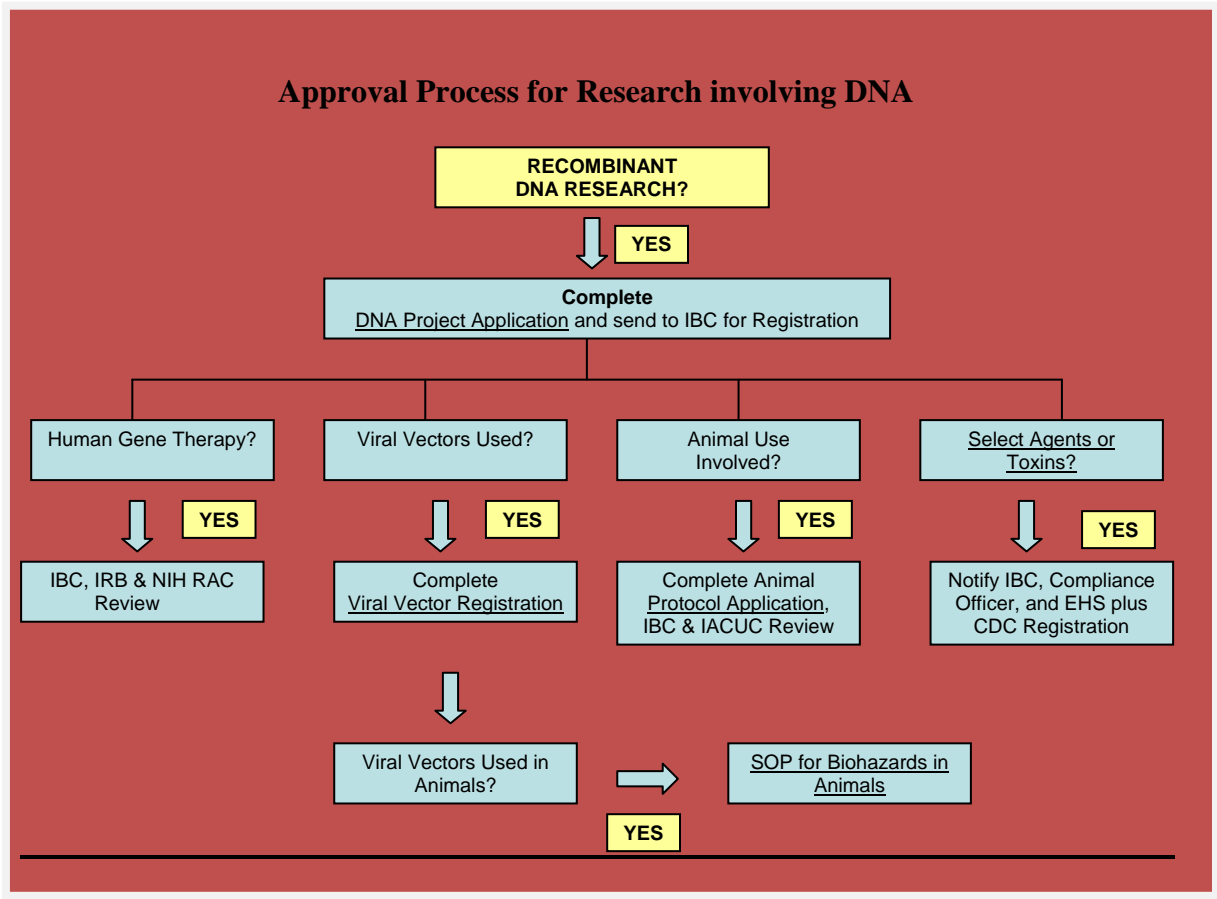 Approval Process for Research involving DNA
RECOMBINANT
DNA RESEARCH?
YES
Complete
DNA Project Application and send to IBC for Registration
Human Gene Therapy?
Viral Vectors Used?
Animal Use
Involved?
Select Agents or
Toxins?
YES
YES
YES
YES
IBC, IRB & NIH RAC
Review
Complete
Viral Vector Registration
Complete Animal
Protocol Application,
IBC & IACUC Review
Notify IBC, Compliance
Officer, and EHS plus
CDC Registration
Viral Vectors Used in
Animals?
YES
SOP for Biohazards in
Animals